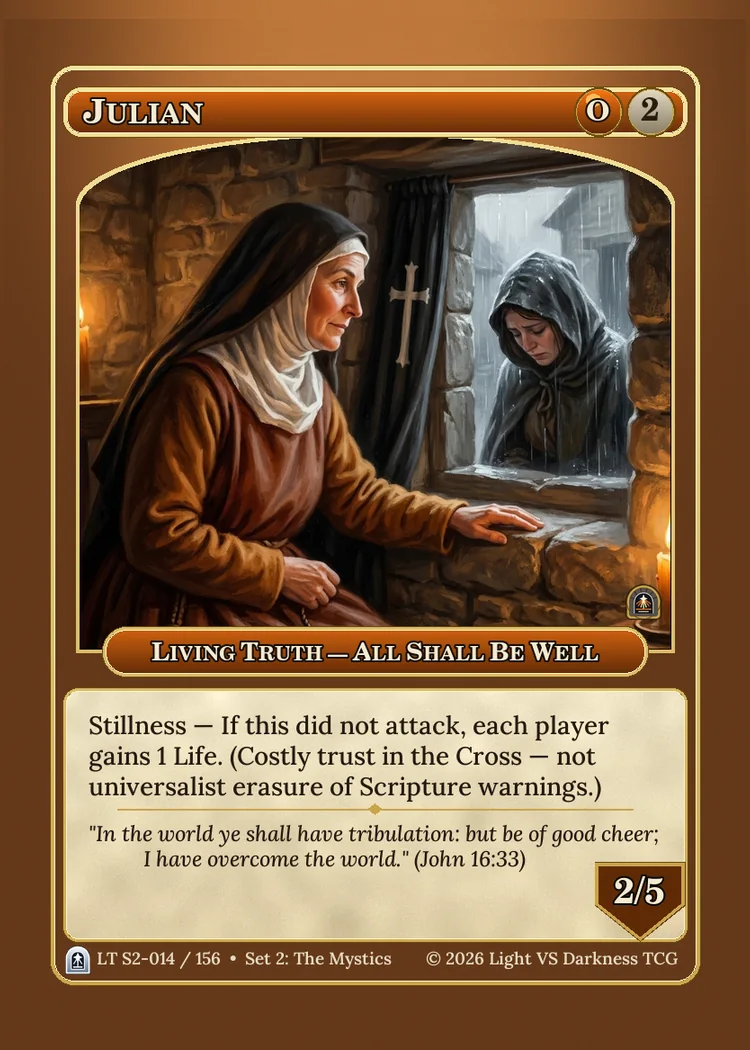 Julian O 2
Living Truth — All Shall Be Well
Stillness — If this did not attack, each player
gains 1 Life. (Costly trust in the Cross — not
universalist erasure of Scripture warnings.)
"In the world ye shall have tribulation: but be of good cheer;
I have overcome the world." (John 16:33)
2/5
LT S2-014 / 156 • Set 2: The Mystics © 2026 Light VS Darkness TCG